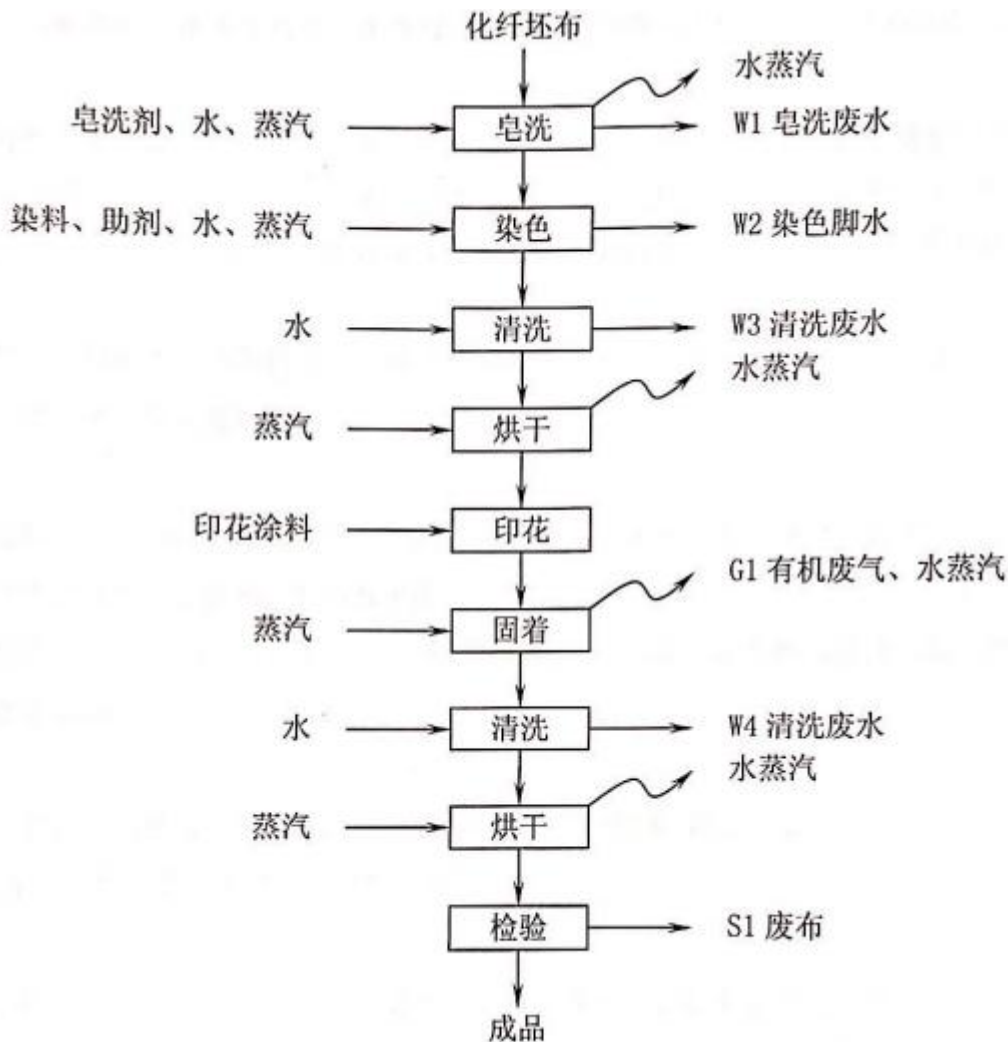 化纤坯布
水蒸汽
皂洗剂、水、蒸汽
皂洗
W1 皂洗废水
染料、助剂、水、蒸汽
染色
W2 染色脚水
水
清洗
W3 清洗废水
水蒸汽
蒸汽
烘干
印花涂料
印花
G1 有机废气、水蒸汽
蒸汽
固着
水
清洗
W4 清洗废水
水蒸汽
蒸汽
烘干
检验
S1 废布
成品